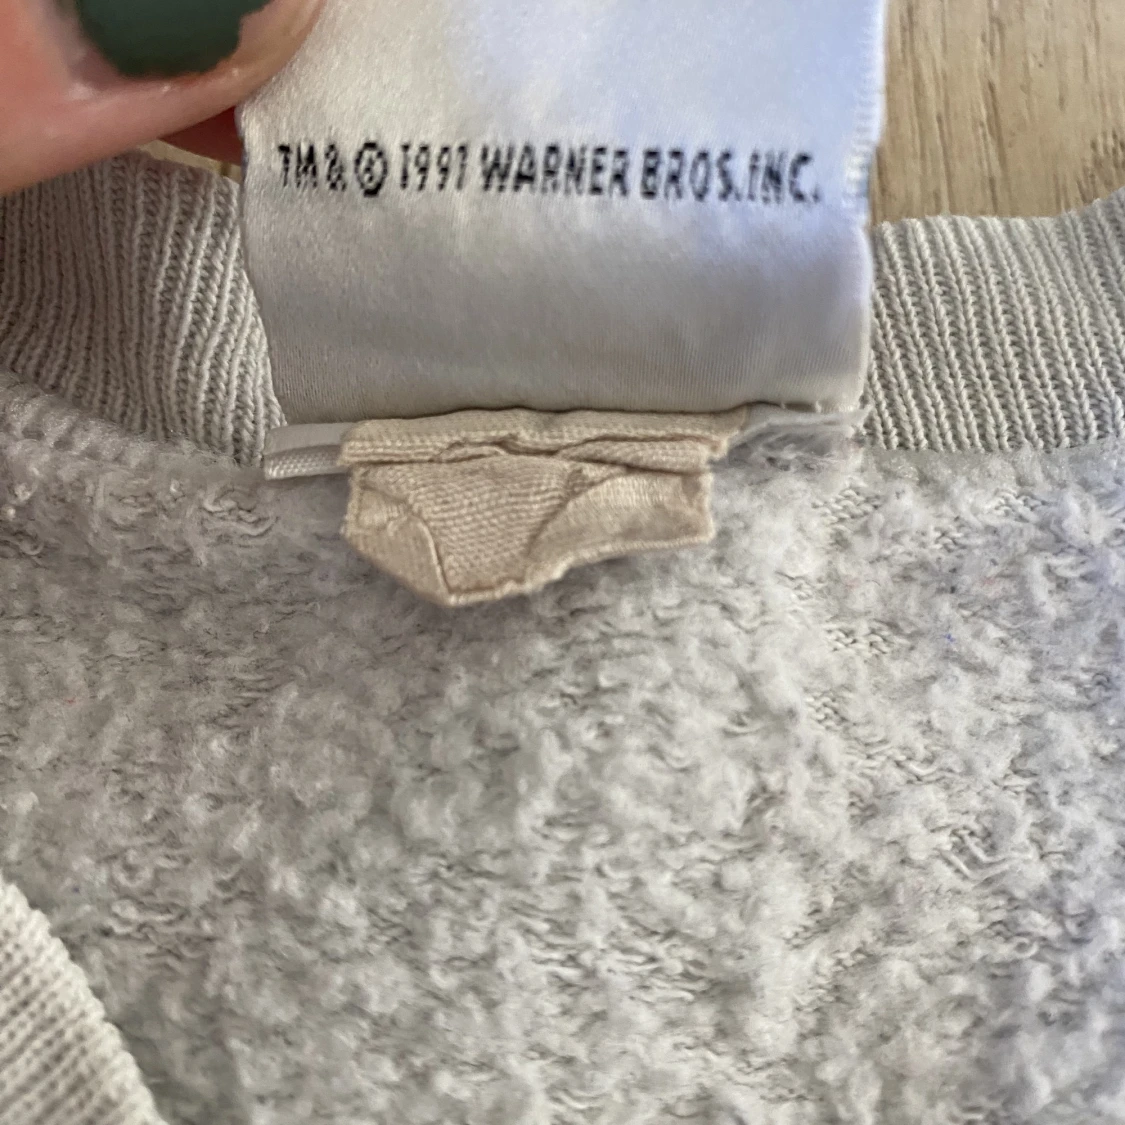 TM & © 1997 WARNER BROS. INC.